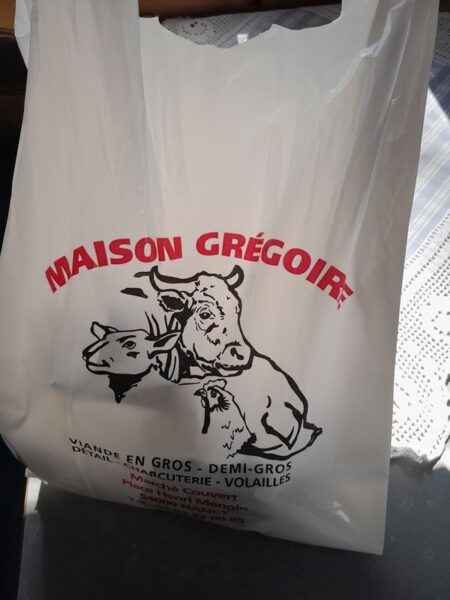 MAISON GRÉGOIRE
VIANDE EN GROS - DEMI-GROS
DÉTAIL - CHARCUTERIE - VOLAILLES
Marché Couvert
Place Henri Mengin
54000 NANCY